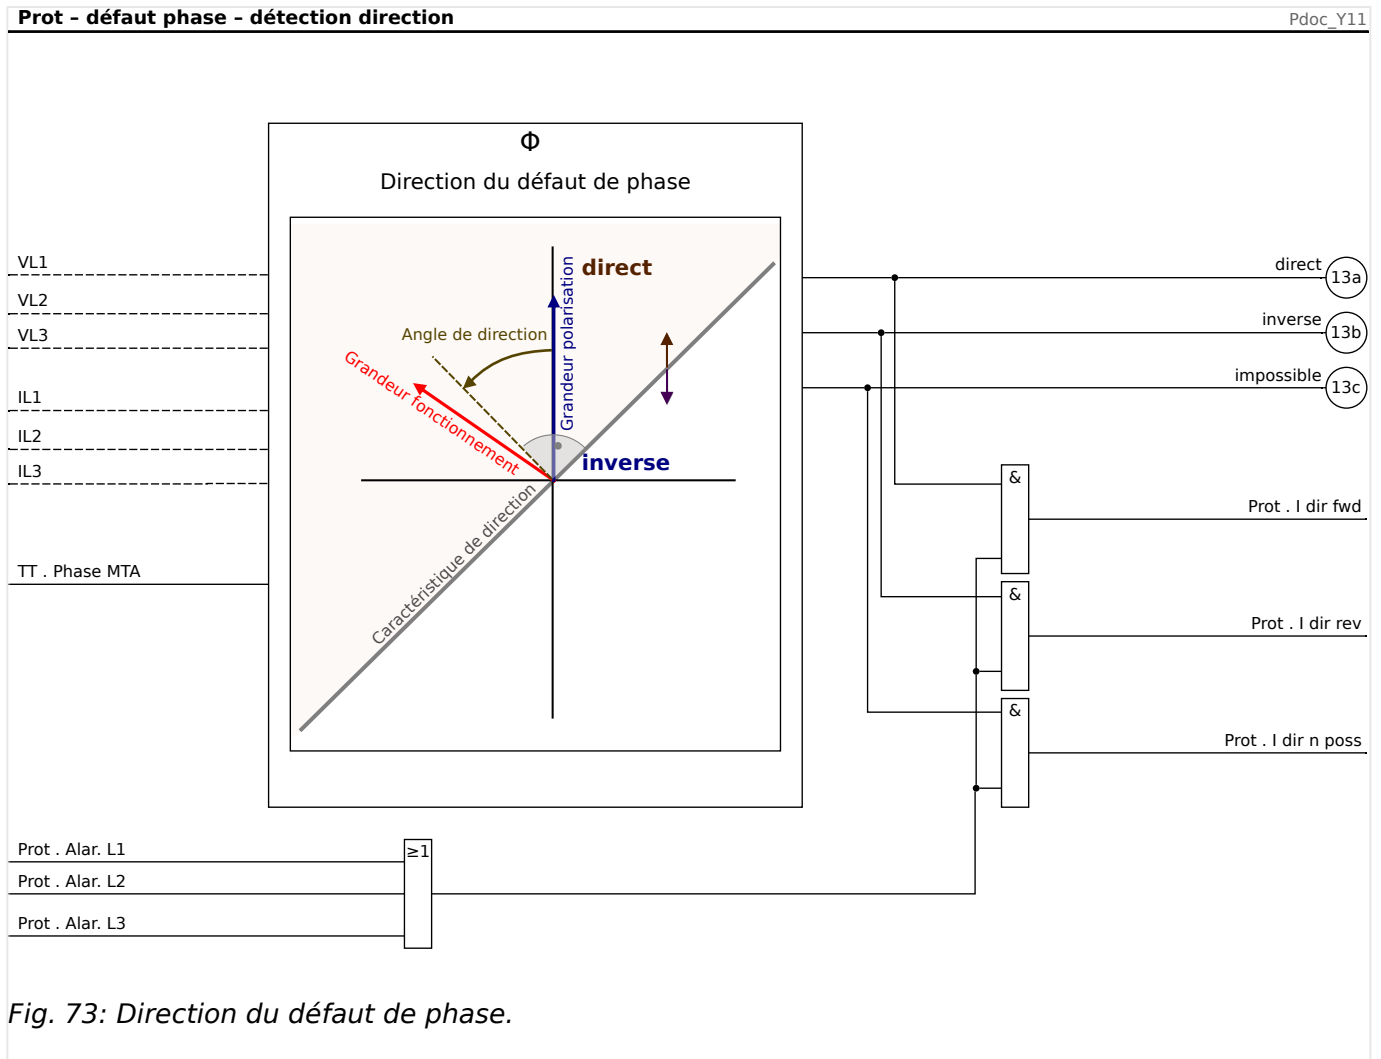 Prot – défaut phase – détection direction
Pdoc_Y11
Φ
Direction du défaut de phase
VL1
VL2
VL3
IL1
IL2
IL3
TT . Phase MTA
direct
Grandeur polarisation
Angle de direction
Grandeur fonctionnement
inverse
Caractéristique de direction
direct
13a
inverse
13b
impossible
13c
&
Prot . I dir fwd
&
Prot . I dir rev
&
Prot . I dir n poss
Prot . Alar. L1
≥1
Prot . Alar. L2
Prot . Alar. L3
Fig. 73: Direction du défaut de phase.